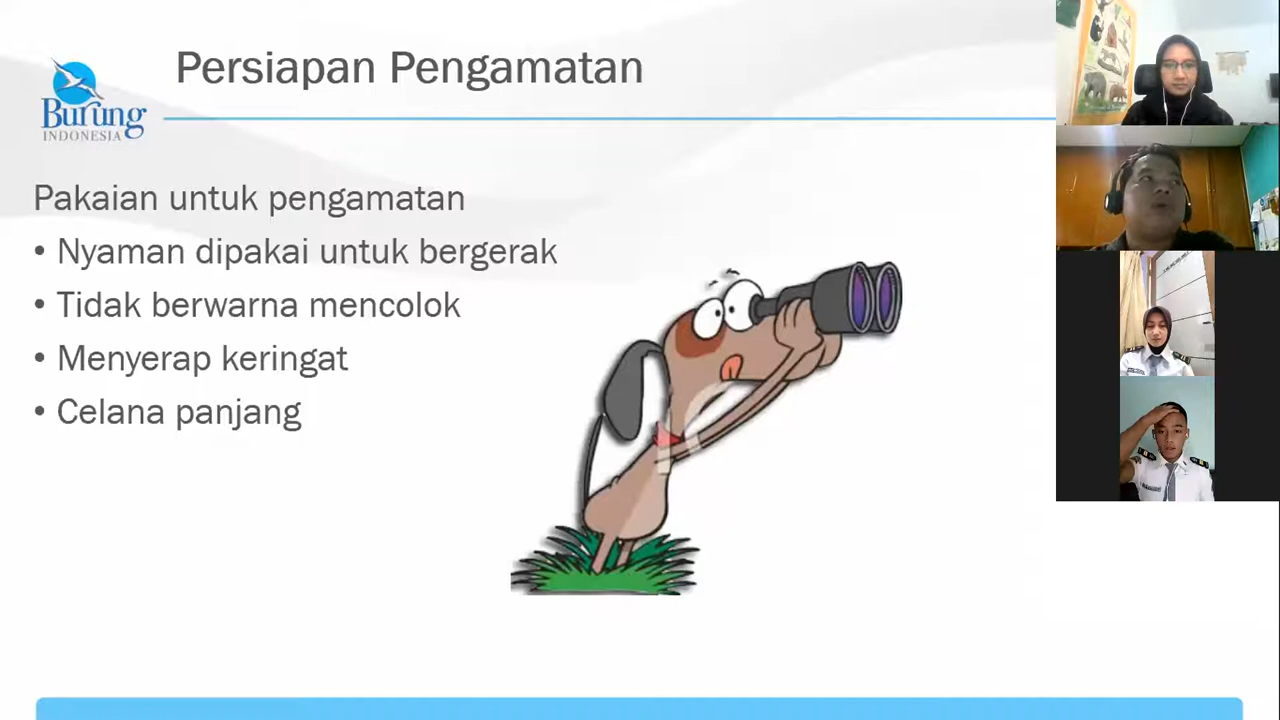 Persiapan Pengamatan
Burung
INDONESIA
Pakaian untuk pengamatan
• Nyaman dipakai untuk bergerak
• Tidak berwarna mencolok
• Menyerap keringat
• Celana panjang